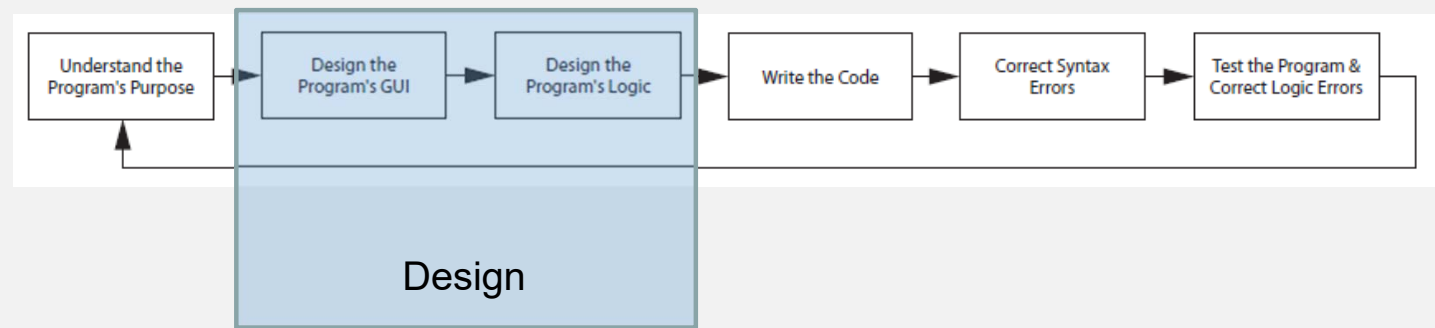 Understand the
Program's Purpose
Design the
Program's GUI
Design the
Program's Logic
Write the Code
Correct Syntax
Errors
Test the Program &
Correct Logic Errors
Design